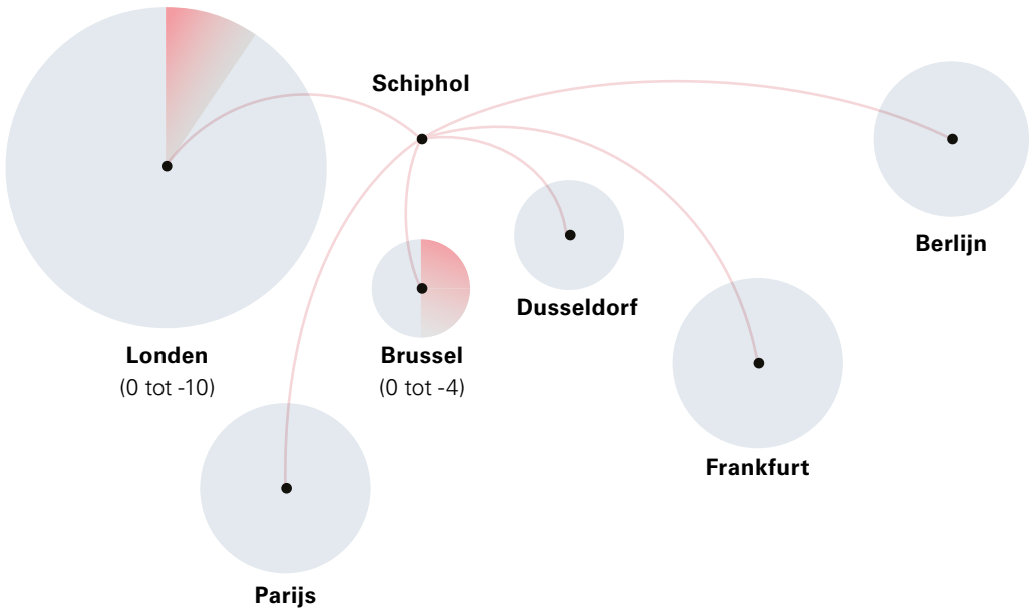 Schiphol
Berlijn
Dusseldorf
Londen
(0 tot -10)
Brussel
(0 tot -4)
Frankfurt
Parijs